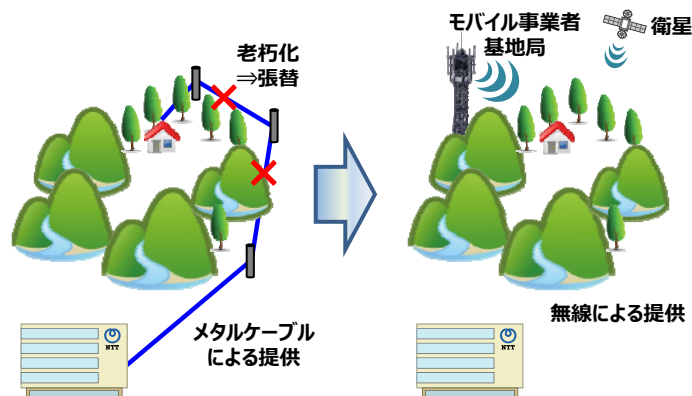 老朽化
⇒張替
メタルケーブル
による提供
NTT
モバイル事業者
基地局
衛星
無線による提供
NTT